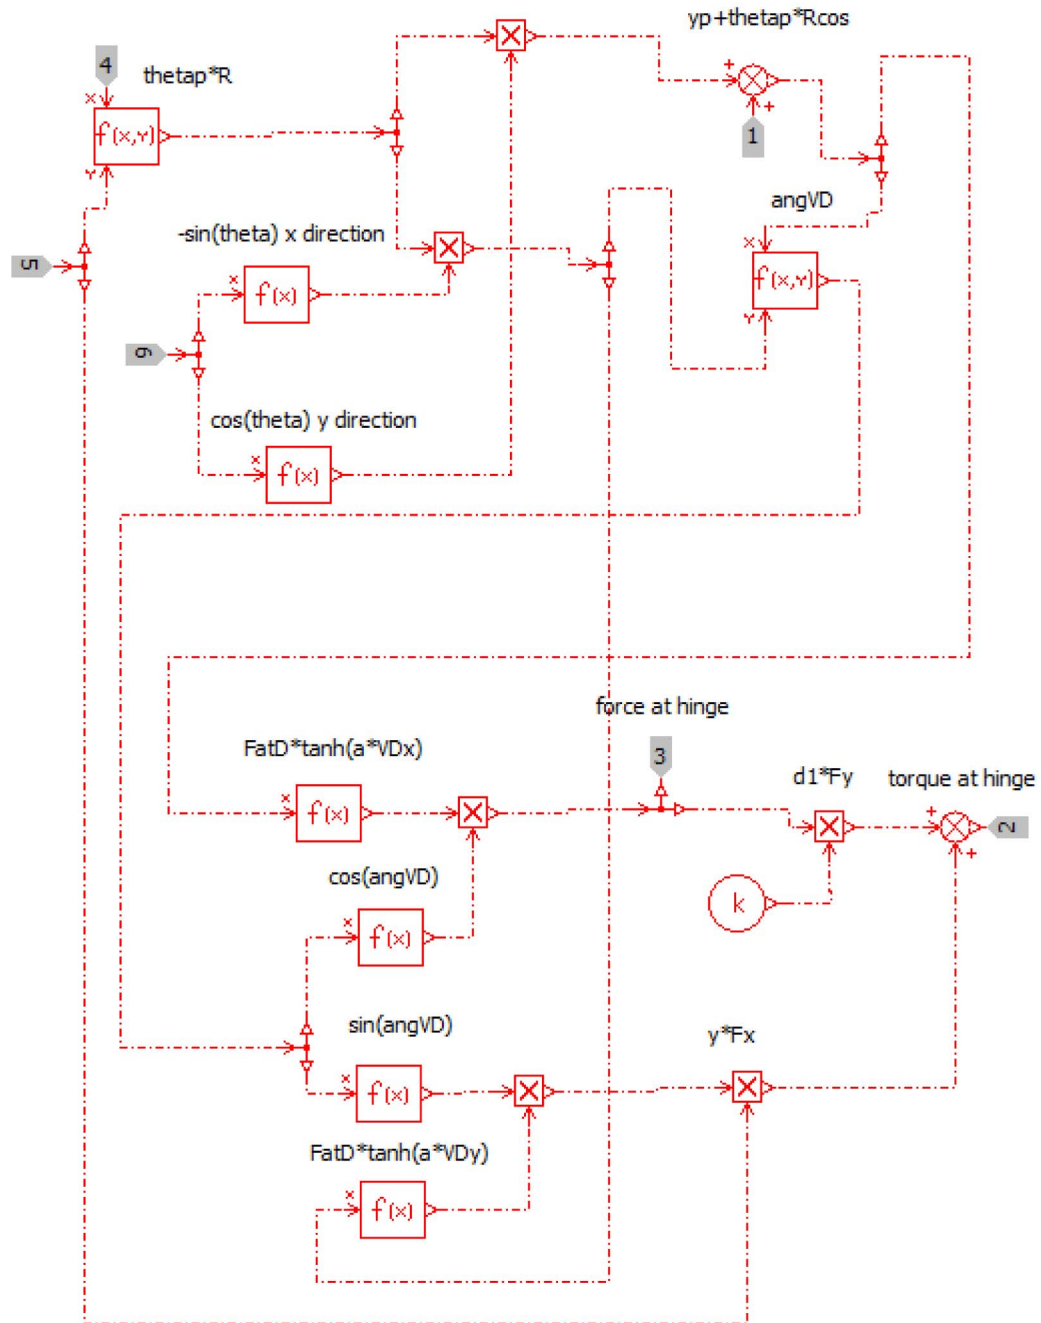 yp+thetap*Rcos
4
thetap*R
x
f(x,Y)
Y
+
+
1
angVD
-sin(theta) x direction
x
x
f(x)
f(x,Y)
Y
5
6
cos(theta) y direction
x
f(x)
force at hinge
3
FatD*tanh(a*VDx)
d1*Fy
torque at hinge
x
f(x)
+
+
2
cos(angVD)
x
f(x)
k
sin(angVD)
y*Fx
x
f(x)
FatD*tanh(a*VDy)
x
f(x)